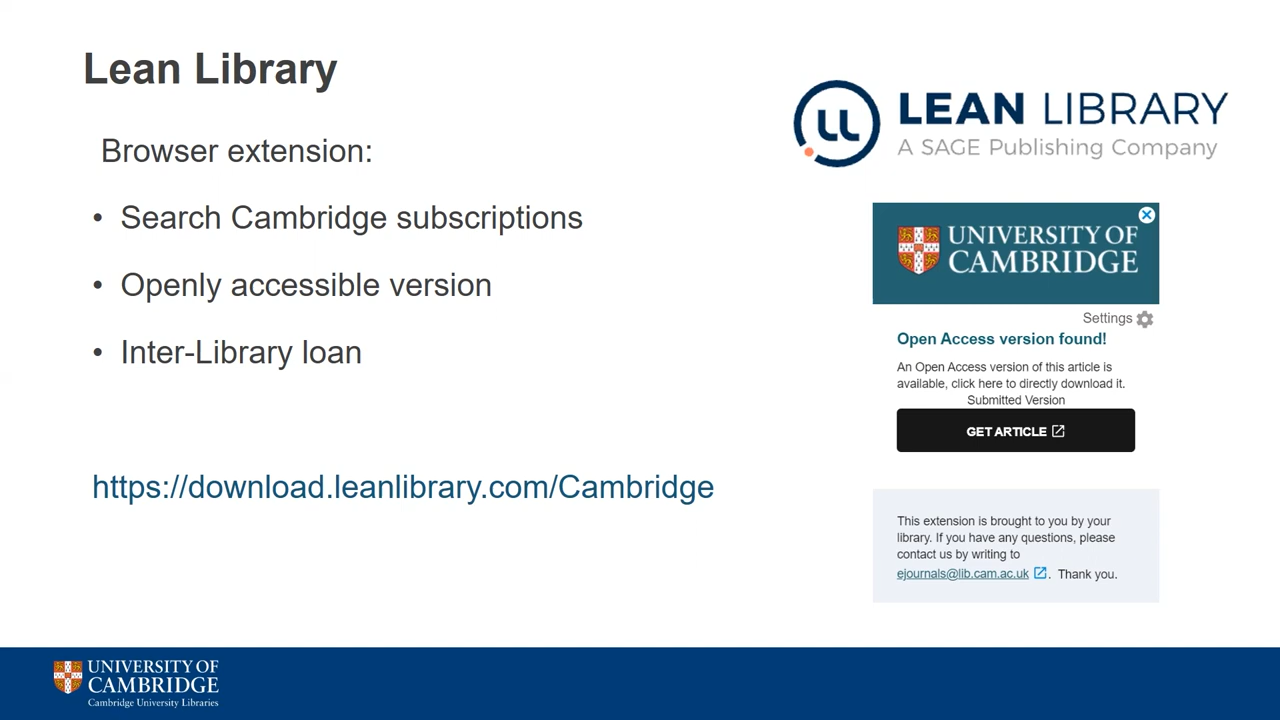 Lean Library
Browser extension:
• Search Cambridge subscriptions
• Openly accessible version
• Inter-Library loan
https://download.leanlibrary.com/Cambridge
LEAN LIBRARY
A SAGE Publishing Company
UNIVERSITY OF
CAMBRIDGE
Settings
Open Access version found!
An Open Access version of this article is
available, click here to directly download it.
Submitted Version
GET ARTICLE
This extension is brought to you by your
library. If you have any questions, please
contact us by writing to
ejournals@lib.cam.ac.uk . Thank you.
UNIVERSITY OF
CAMBRIDGE
Cambridge University Libraries